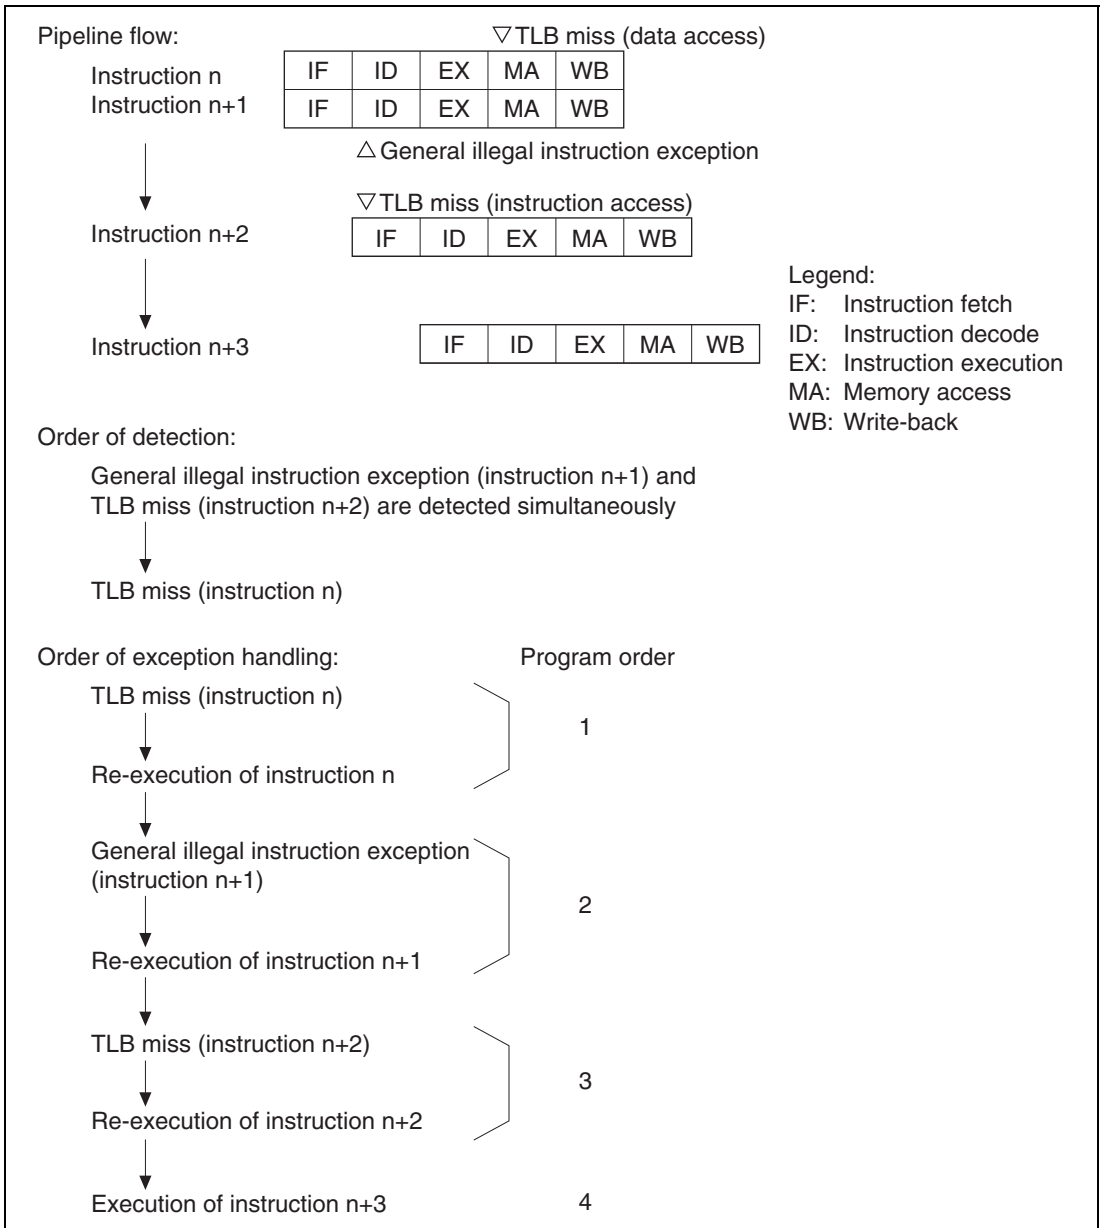 Pipeline flow:
▽TLB miss (data access)
Instruction n IF ID EX MA WB
Instruction n+1 IF ID EX MA WB
△General illegal instruction exception
▽TLB miss (instruction access)
Instruction n+2 IF ID EX MA WB
Instruction n+3 IF ID EX MA WB
Legend:
IF: Instruction fetch
ID: Instruction decode
EX: Instruction execution
MA: Memory access
WB: Write-back
Order of detection:
General illegal instruction exception (instruction n+1) and
TLB miss (instruction n+2) are detected simultaneously
TLB miss (instruction n)
Order of exception handling: Program order
TLB miss (instruction n)
1
Re-execution of instruction n
General illegal instruction exception
(instruction n+1)
2
Re-execution of instruction n+1
TLB miss (instruction n+2)
3
Re-execution of instruction n+2
Execution of instruction n+3 4